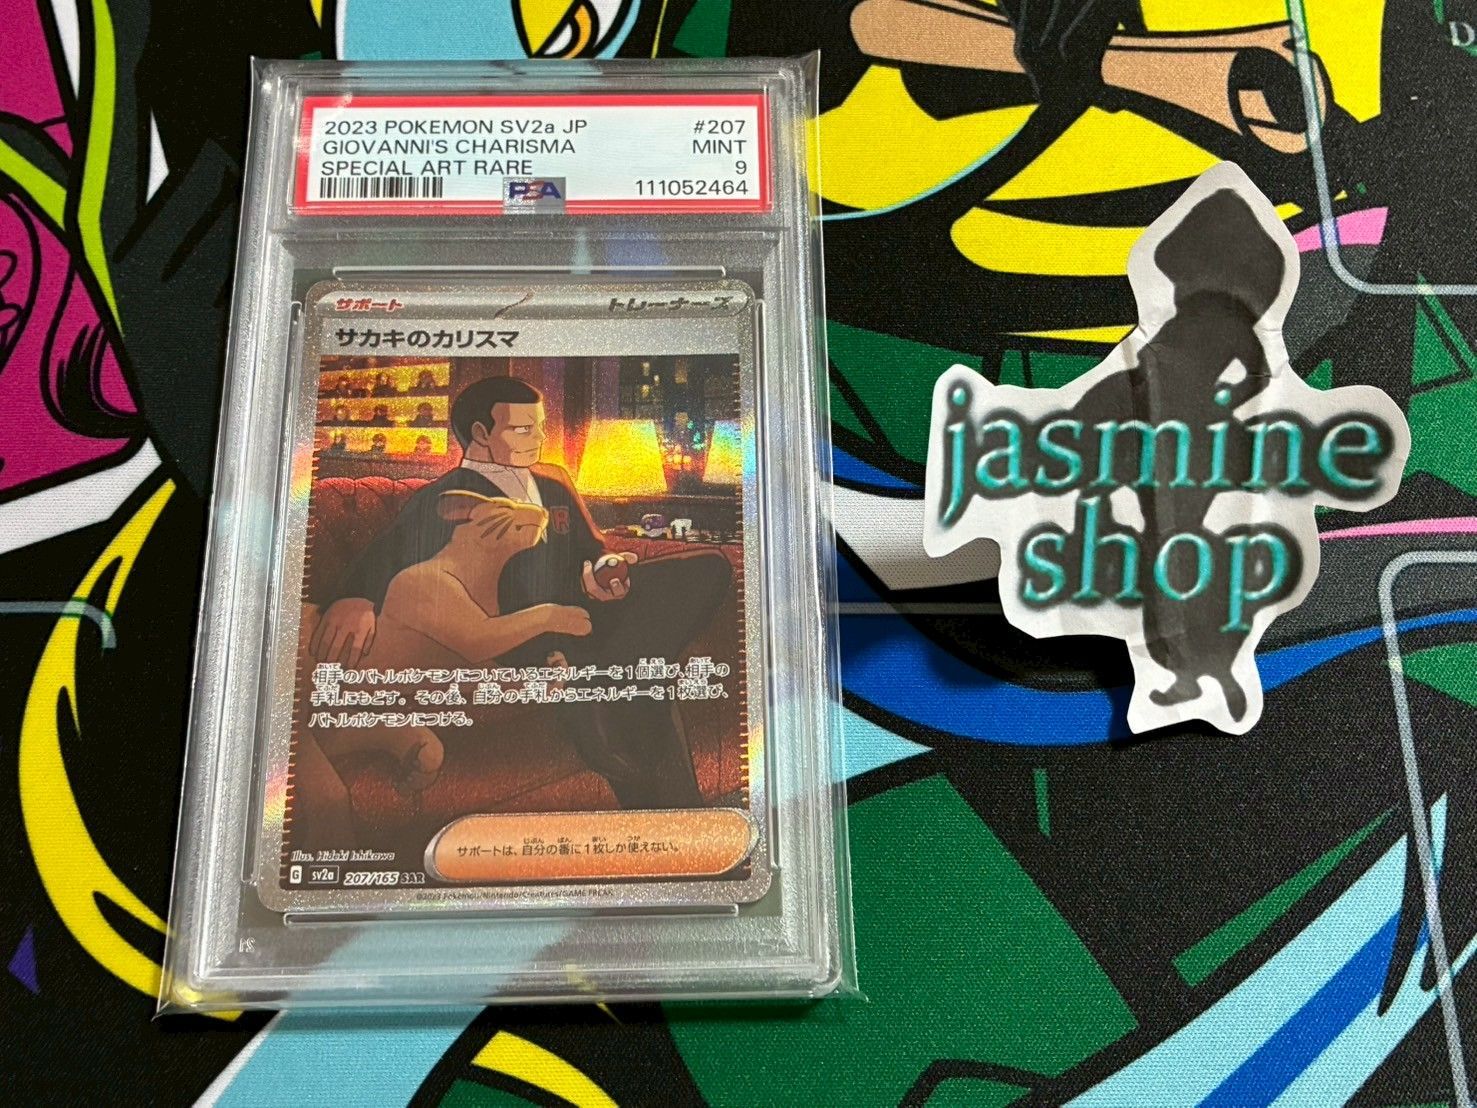 2023 POKEMON SV2a JP #207
GIOVANNI'S CHARISMA MINT
SPECIAL ART RARE 9
PSA 111052464
サポート トレーナーズ
サカキのカリスマ
相手のバトルポケモンについているエネルギーを1個選び、相手の
手札にもどす。その後、自分の手札からエネルギーを1枚選び、
バトルポケモンにつける。
サポートは、自分の番に1枚しか使えない。
Illus. Hideki Ishikawa
G sv2a 207/165 SAR
©2023 Pokémon/Nintendo/Creatures/GAME FREAK
jasmine
shop